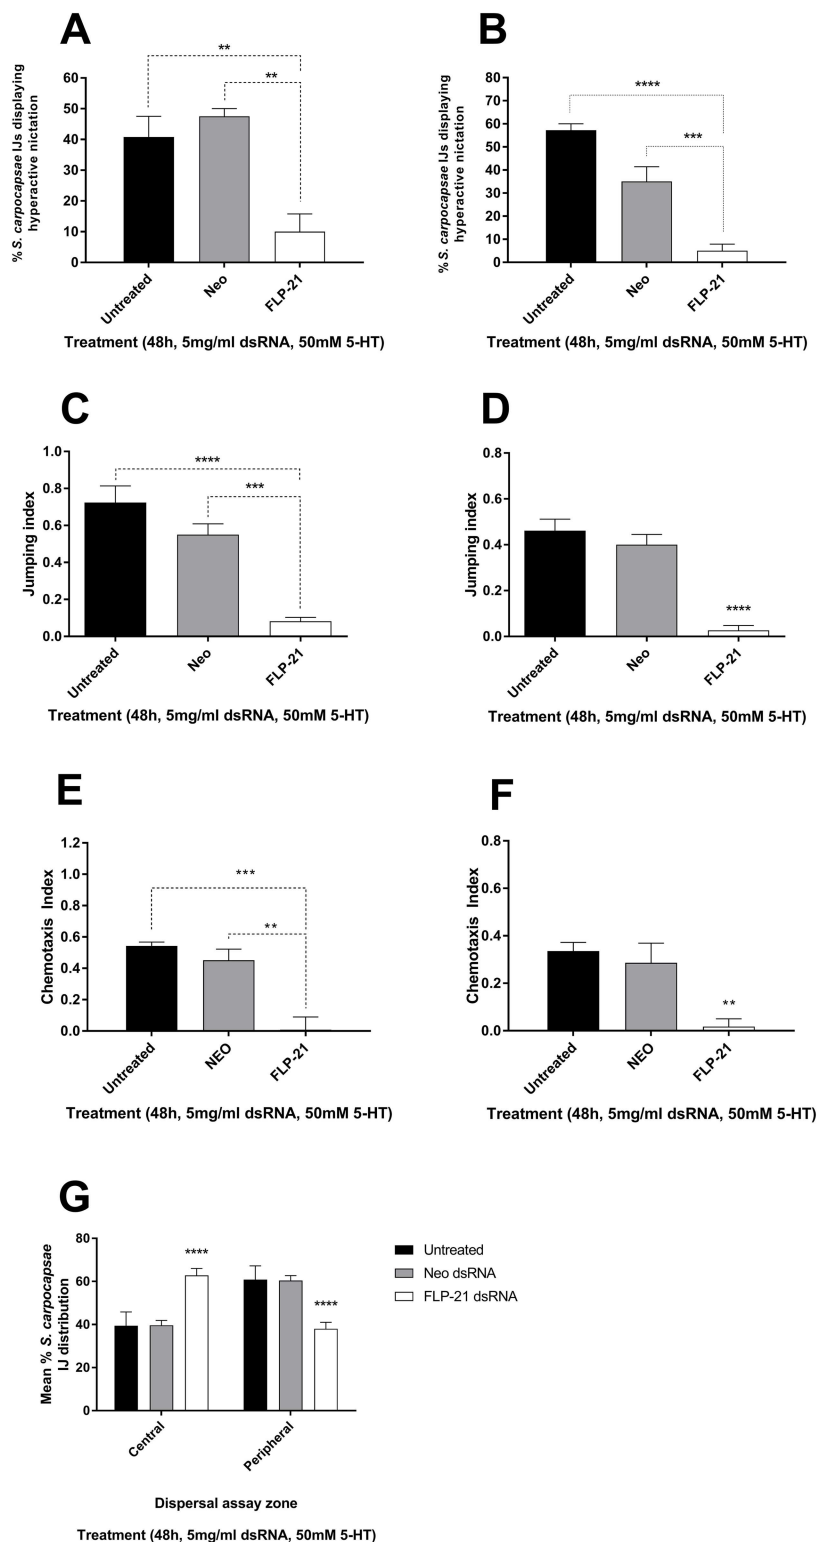 A
% S. carpocapsae IJs displaying
hyperactive nictation
60
50
40
30
20
10
0
**
**
Untreated
Neo
FLP-21
Treatment (48h, 5mg/ml dsRNA, 50mM 5-HT)
B
% S. carpocapsae IJs displaying
hyperactive nictation
80
70
60
50
40
30
20
10
0
****
***
Untreated
Neo
FLP-21
Treatment (48h, 5mg/ml dsRNA, 50mM 5-HT)
C
Jumping index
1.0
0.8
0.6
0.4
0.2
0.0
****
***
Untreated
Neo
FLP-21
Treatment (48h, 5mg/ml dsRNA, 50mM 5-HT)
D
Jumping index
0.8
0.6
0.4
0.2
0.0
****
Untreated
Neo
FLP-21
Treatment (48h, 5mg/ml dsRNA, 50mM 5-HT)
E
Chemotaxis Index
1.2
1.0
0.8
0.6
0.4
0.2
0.0
***
**
Untreated
NEO
FLP-21
Treatment (48h, 5mg/ml dsRNA, 50mM 5-HT)
F
Chemotaxis Index
0.8
0.6
0.4
0.2
0.0
**
Untreated
NEO
FLP-21
Treatment (48h, 5mg/ml dsRNA, 50mM 5-HT)
G
Mean % S. carpocapsae
IJ distribution
80
60
40
20
0
****
****
Central
Peripheral
Untreated
Neo dsRNA
FLP-21 dsRNA
Dispersal assay zone
Treatment (48h, 5mg/ml dsRNA, 50mM 5-HT)